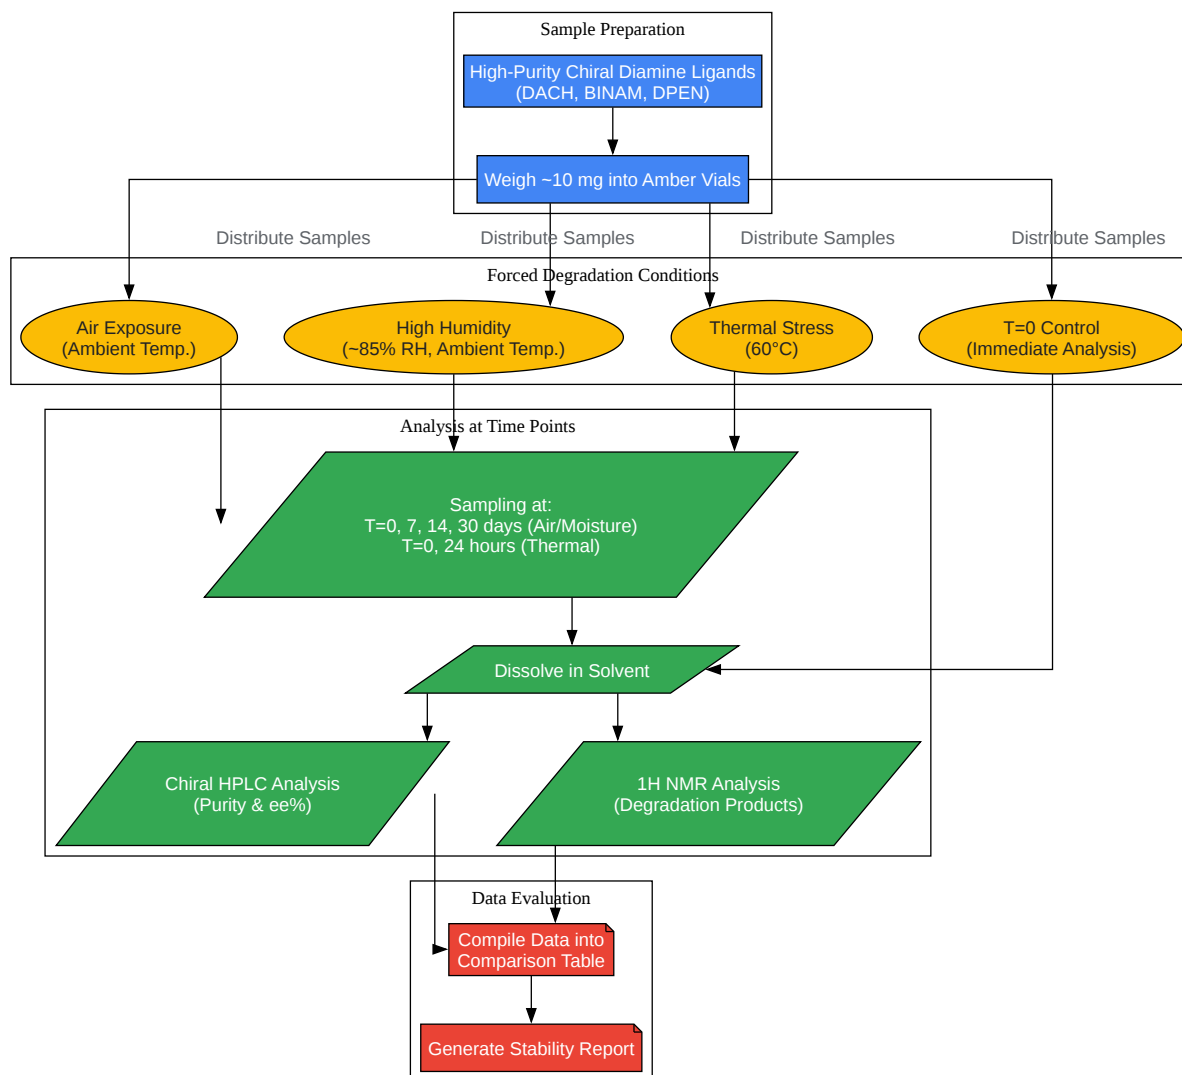 Sample Preparation
High-Purity Chiral Diamine Ligands
(DACH, BINAM, DPEN)
Weigh ~10 mg into Amber Vials
Distribute Samples
Distribute Samples
Distribute Samples
Distribute Samples
Forced Degradation Conditions
Air Exposure
(Ambient Temp.)
High Humidity
(~85% RH, Ambient Temp.)
Thermal Stress
(60°C)
T=0 Control
(Immediate Analysis)
Analysis at Time Points
Sampling at:
T=0, 7, 14, 30 days (Air/Moisture)
T=0, 24 hours (Thermal)
Dissolve in Solvent
Chiral HPLC Analysis
(Purity & ee%)
1H NMR Analysis
(Degradation Products)
Data Evaluation
Compile Data into
Comparison Table
Generate Stability Report